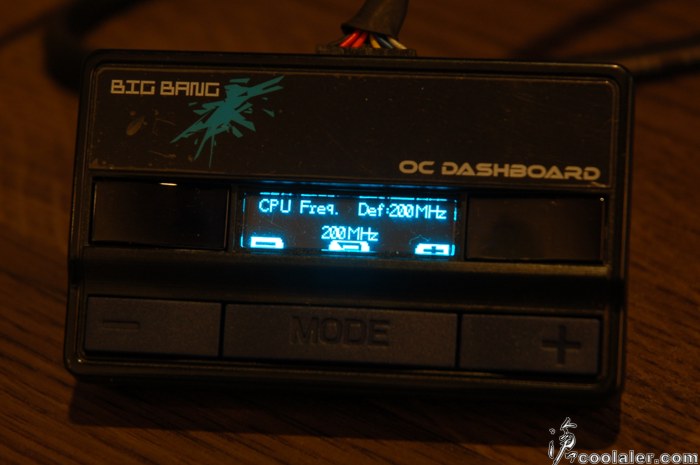 BIG BANG
OC DASHBOARD
CPU Freq. Def:200MHz
200MHz
- MODE +
coolaler.com